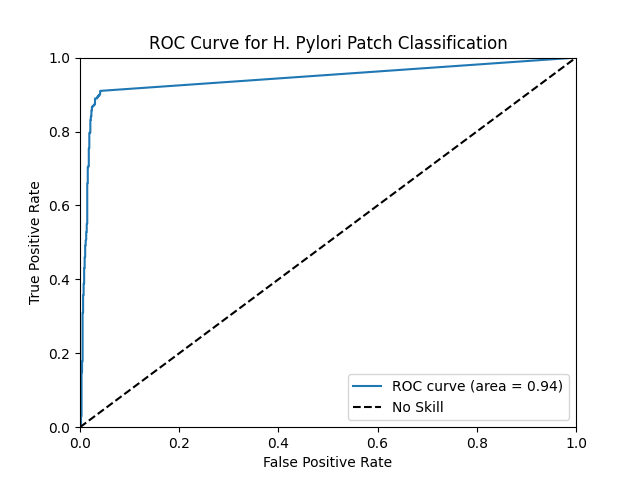 ROC Curve for H. Pylori Patch Classification
True Positive Rate
1.0
0.8
0.6
0.4
0.2
0.0
0.0 0.2 0.4 0.6 0.8 1.0
False Positive Rate
ROC curve (area = 0.94)
No Skill